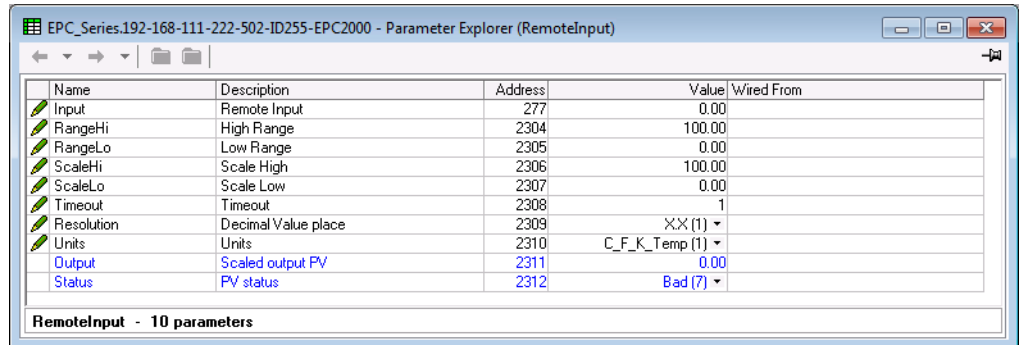 EPC_Series.192-168-111-222-502-ID255-EPC2000 - Parameter Explorer (RemoteInput)
Name Description Address Value Wired From
Input Remote Input 277 0.00
RangeHi High Range 2304 100.00
RangeLo Low Range 2305 0.00
ScaleHi Scale High 2306 100.00
ScaleLo Scale Low 2307 0.00
Timeout Timeout 2308 1
Resolution Decimal Value place 2309 X.X (1)
Units Units 2310 C_F_K_Temp (1)
Output Scaled output PV 2311 0.00
Status PV status 2312 Bad (7)
RemoteInput - 10 parameters